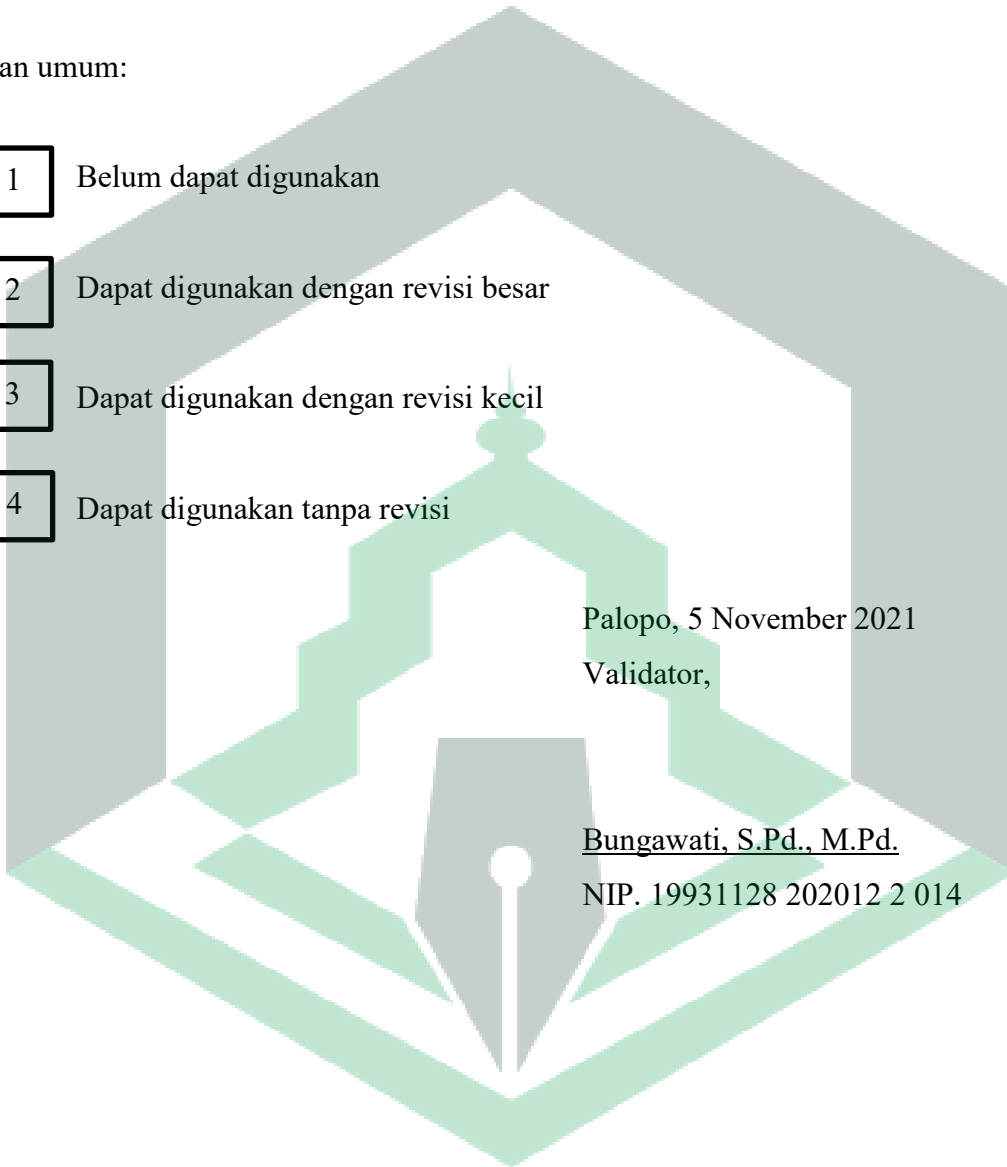 an umum:
1 Belum dapat digunakan
2 Dapat digunakan dengan revisi besar
3 Dapat digunakan dengan revisi kecil
4 Dapat digunakan tanpa revisi
Palopo, 5 November 2021
Validator,
Bungawati, S.Pd., M.Pd.
NIP. 19931128 202012 2 014